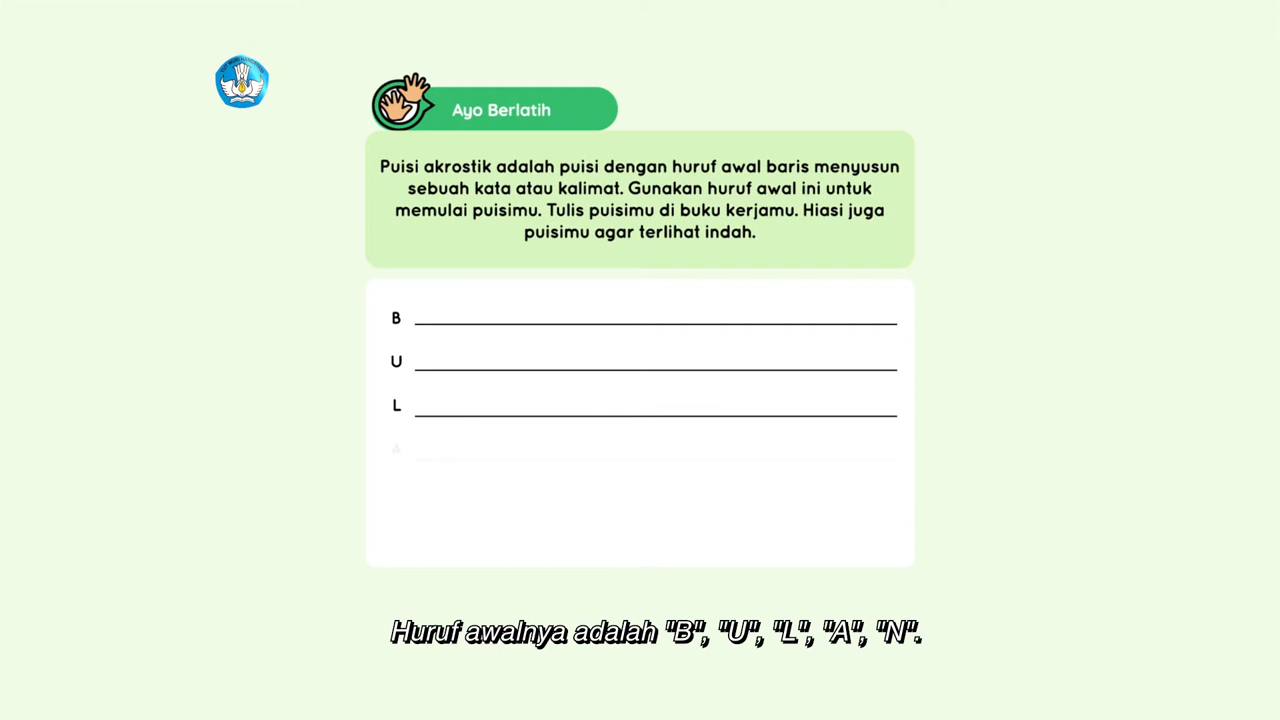 Ayo Berlatih
Puisi akrostik adalah puisi dengan huruf awal baris menyusun
sebuah kata atau kalimat. Gunakan huruf awal ini untuk
memulai puisimu. Tulis puisimu di buku kerjamu. Hiasi juga
puisimu agar terlihat indah.
B
U
L
A
Huruf awalnya adalah "B", "U", "L", "A", "N".